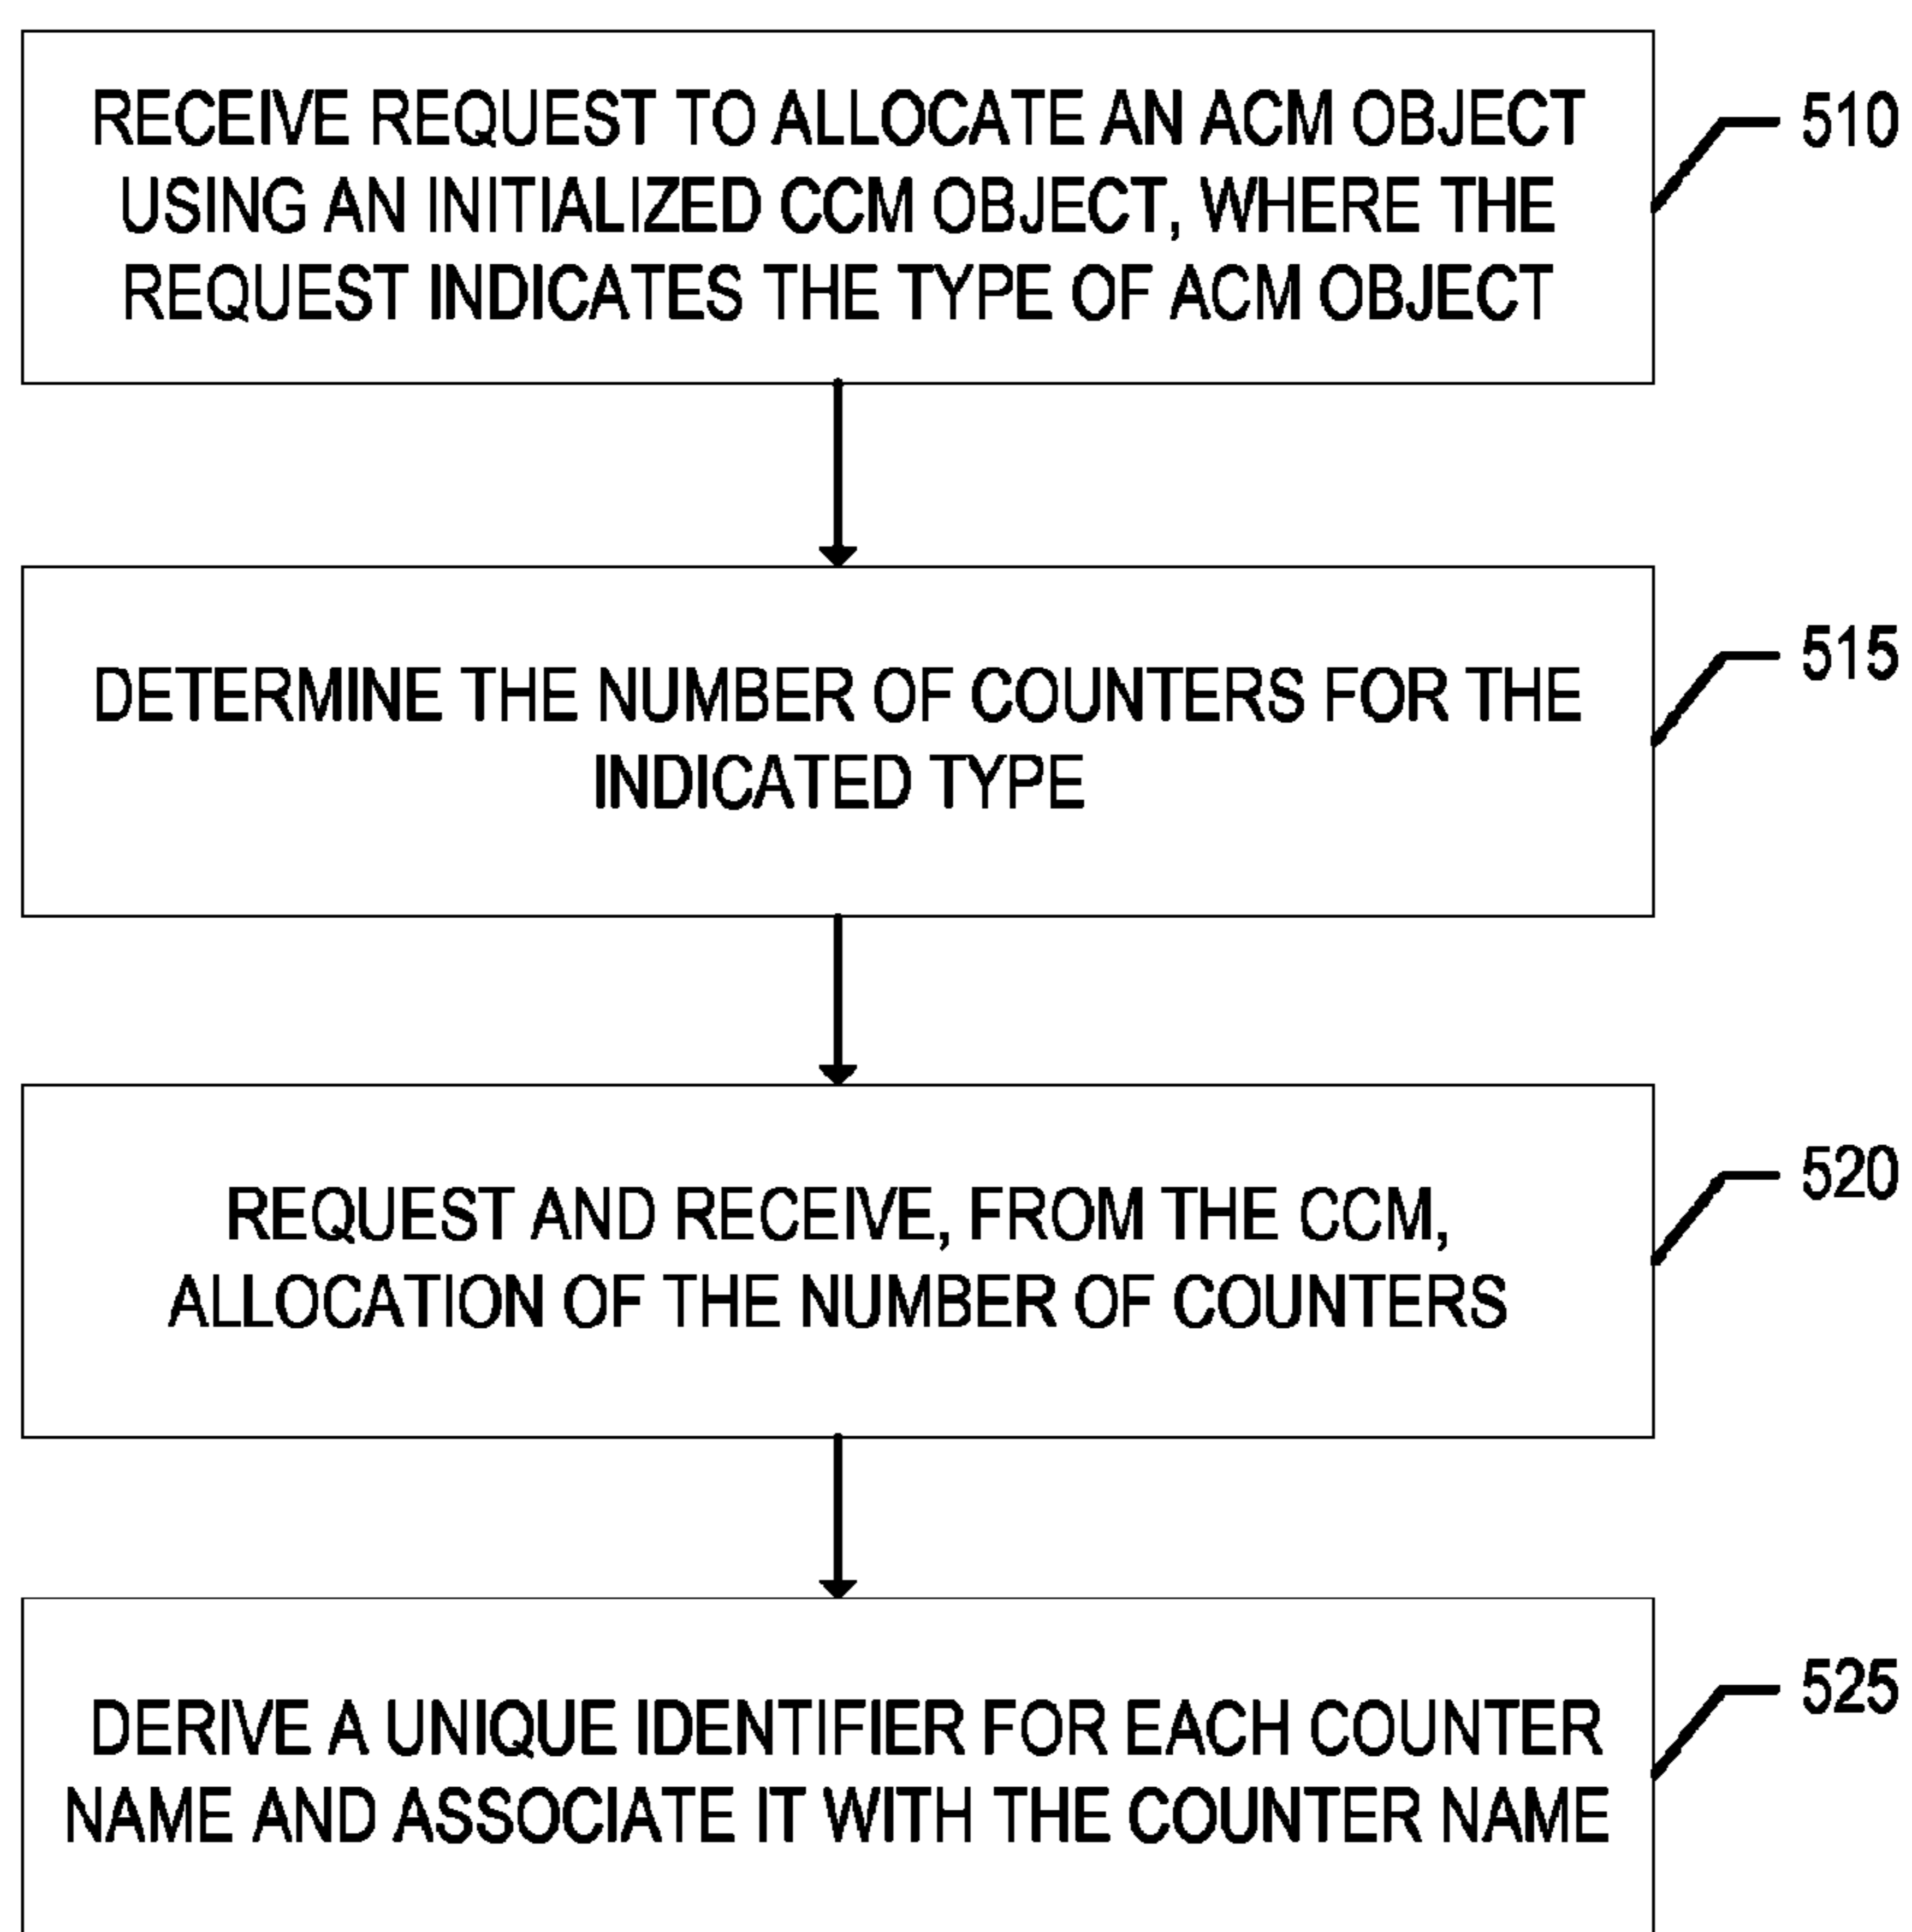 RECEIVE REQUEST TO ALLOCATE AN ACM OBJECT
USING AN INITIALIZED CCM OBJECT, WHERE THE
REQUEST INDICATES THE TYPE OF ACM OBJECT
510
DETERMINE THE NUMBER OF COUNTERS FOR THE
INDICATED TYPE
515
REQUEST AND RECEIVE, FROM THE CCM,
ALLOCATION OF THE NUMBER OF COUNTERS
520
DERIVE A UNIQUE IDENTIFIER FOR EACH COUNTER
NAME AND ASSOCIATE IT WITH THE COUNTER NAME
525